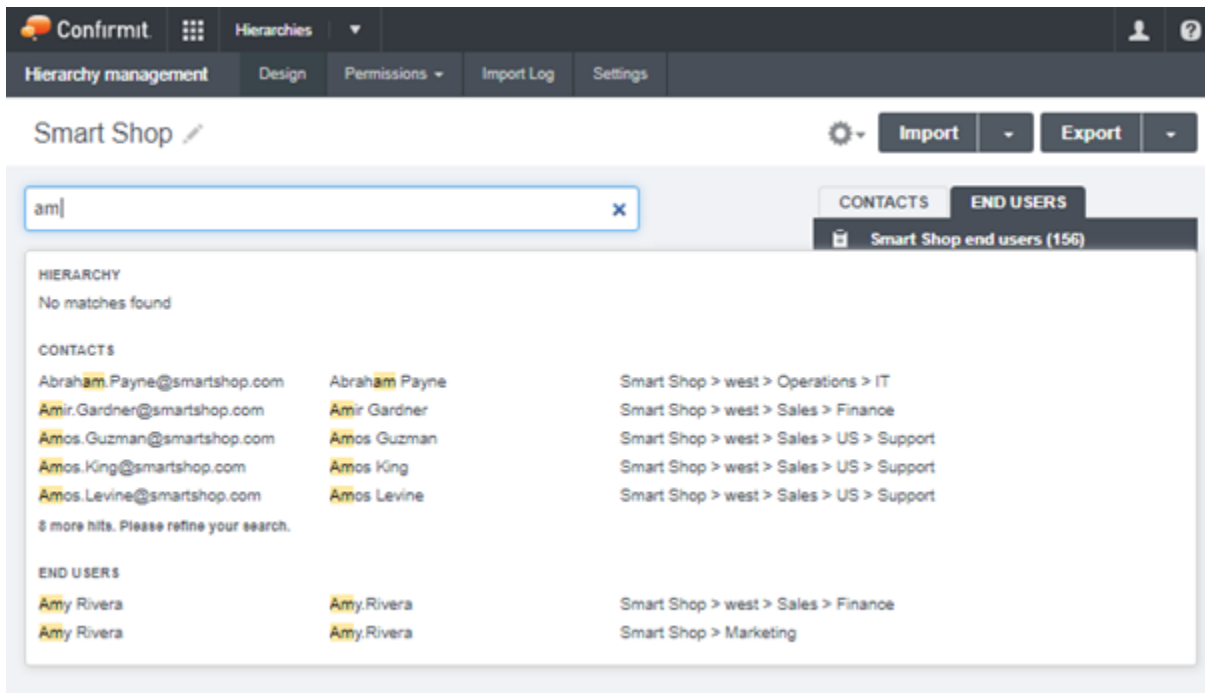 Confirmit.
Hierarchies
Hierarchy management Design Permissions Import Log Settings
Smart Shop
Import Export
am
CONTACTS END USERS
Smart Shop end users (156)
HIERARCHY
No matches found
CONTACTS
Abraham.Payne@smartshop.com Abraham Payne Smart Shop > west > Operations > IT
Amir.Gardner@smartshop.com Amir Gardner Smart Shop > west > Sales > Finance
Amos.Guzman@smartshop.com Amos Guzman Smart Shop > west > Sales > US > Support
Amos.King@smartshop.com Amos King Smart Shop > west > Sales > US > Support
Amos.Levine@smartshop.com Amos Levine Smart Shop > west > Sales > US > Support
8 more hits. Please refine your search.
END USERS
Amy Rivera Amy.Rivera Smart Shop > west > Sales > Finance
Amy Rivera Amy.Rivera Smart Shop > Marketing